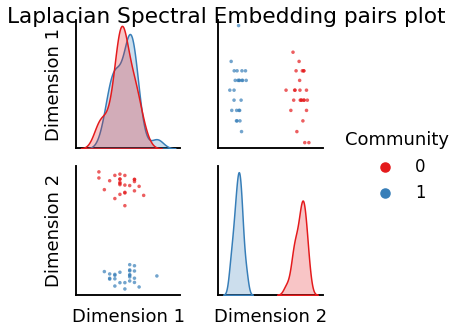 Laplacian Spectral Embedding pairs plot
Dimension 1
Community
0
1
Dimension 2
Dimension 1
Dimension 2